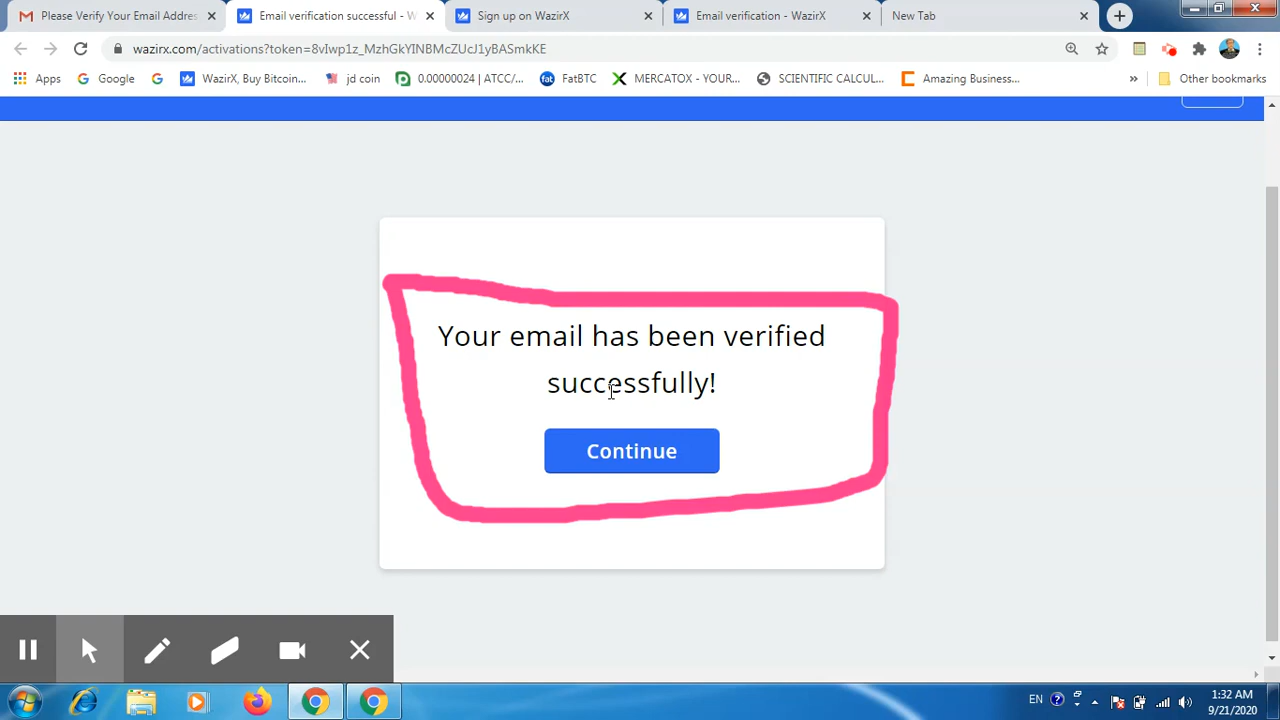 Please Verify Your Email Addres
Email verification successful - W
Sign up on WazirX
Email verification - WazirX
New Tab
wazirx.com/activations?token=8vIwp1z_MzhGkYINBMcZUcJ1yBASmkKE
Apps
Google
WazirX, Buy Bitcoin...
jd coin
0.00000024 | ATCC/...
FatBTC
MERCATOX - YOUR...
SCIENTIFIC CALCUL...
Amazing Business...
»
Other bookmarks
Your email has been verified
successfully!
Continue
EN
1:32 AM
9/21/2020